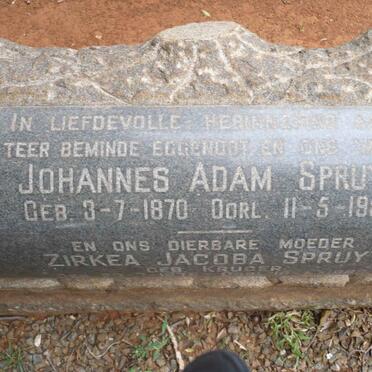 IN LIEFDEVOLLE HERINNERING A
TEER BEMINDE EGGENOOT EN ONS
JOHANNES ADAM SPRUY
GEB. 3-7-1870 OORL. 11-5-19
EN ONS DIERBARE MOEDER
ZIRKEA JACOBA SPRUY
GEB. KRUGER